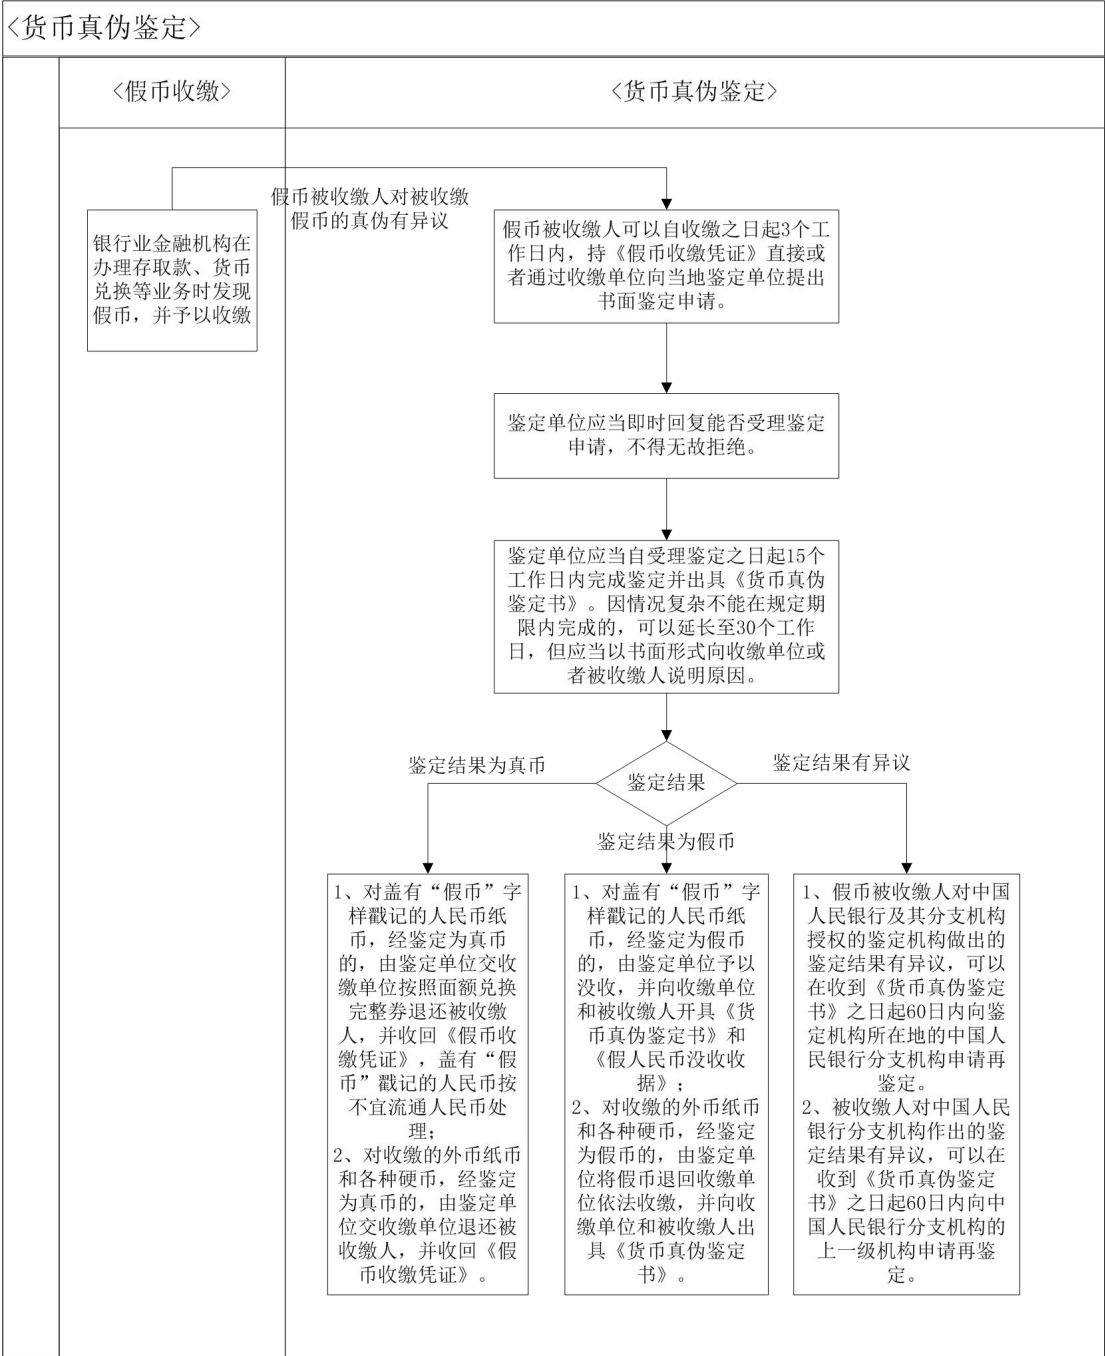 <货币真伪鉴定>
<假币收缴>
<货币真伪鉴定>
假币被收缴人对被收缴
假币的真伪有异议
银行业金融机构在
办理存取款、货币
兑换等业务时发现
假币，并予以收缴
假币被收缴人可以自收缴之日起3个工
作日内，持《假币收缴凭证》直接或
者通过收缴单位向当地鉴定单位提出
书面鉴定申请。
鉴定单位应当即时回复能否受理鉴定
申请，不得无故拒绝。
鉴定单位应当自受理鉴定之日起15个
工作日内完成鉴定并出具《货币真伪
鉴定书》。因情况复杂不能在规定期
限内完成的，可以延长至30个工作
日，但应当以书面形式向收缴单位或
者被收缴人说明原因。
鉴定结果为真币
鉴定结果
鉴定结果有异议
鉴定结果为假币
1、对盖有“假币”字
样戳记的人民币纸
币，经鉴定为真币
的，由鉴定单位交收
缴单位按照面额兑换
完整券退还被收缴
人，并收回《假币收
缴凭证》，盖有“假
币”戳记的人民币按
不宜流通人民币处
理；
2、对收缴的外币纸币
和各种硬币，经鉴定
为真币的，由鉴定单
位交收缴单位退还被
收缴人，并收回《假
币收缴凭证》。
1、对盖有“假币”字
样戳记的人民币纸
币，经鉴定为假币
的，由鉴定单位予以
没收，并向收缴单位
和被收缴人开具《货
币真伪鉴定书》和
《假人民币没收收
据》；
2、对收缴的外币纸币
和各种硬币，经鉴定
为假币的，由鉴定单
位将假币退回收缴单
位依法收缴，并向收
缴单位和被收缴人出
具《货币真伪鉴定
书》。
1、假币被收缴人对中国
人民银行及其分支机构
授权的鉴定机构做出的
鉴定结果有异议，可以
在收到《货币真伪鉴定
书》之日起60日内向鉴
定机构所在地的中国人
民银行分支机构申请再
鉴定。
2、被收缴人对中国人民
银行分支机构作出的鉴
定结果有异议，可以在
收到《货币真伪鉴定
书》之日起60日内向中
国人民银行分支机构的
上一级机构申请再鉴
定。